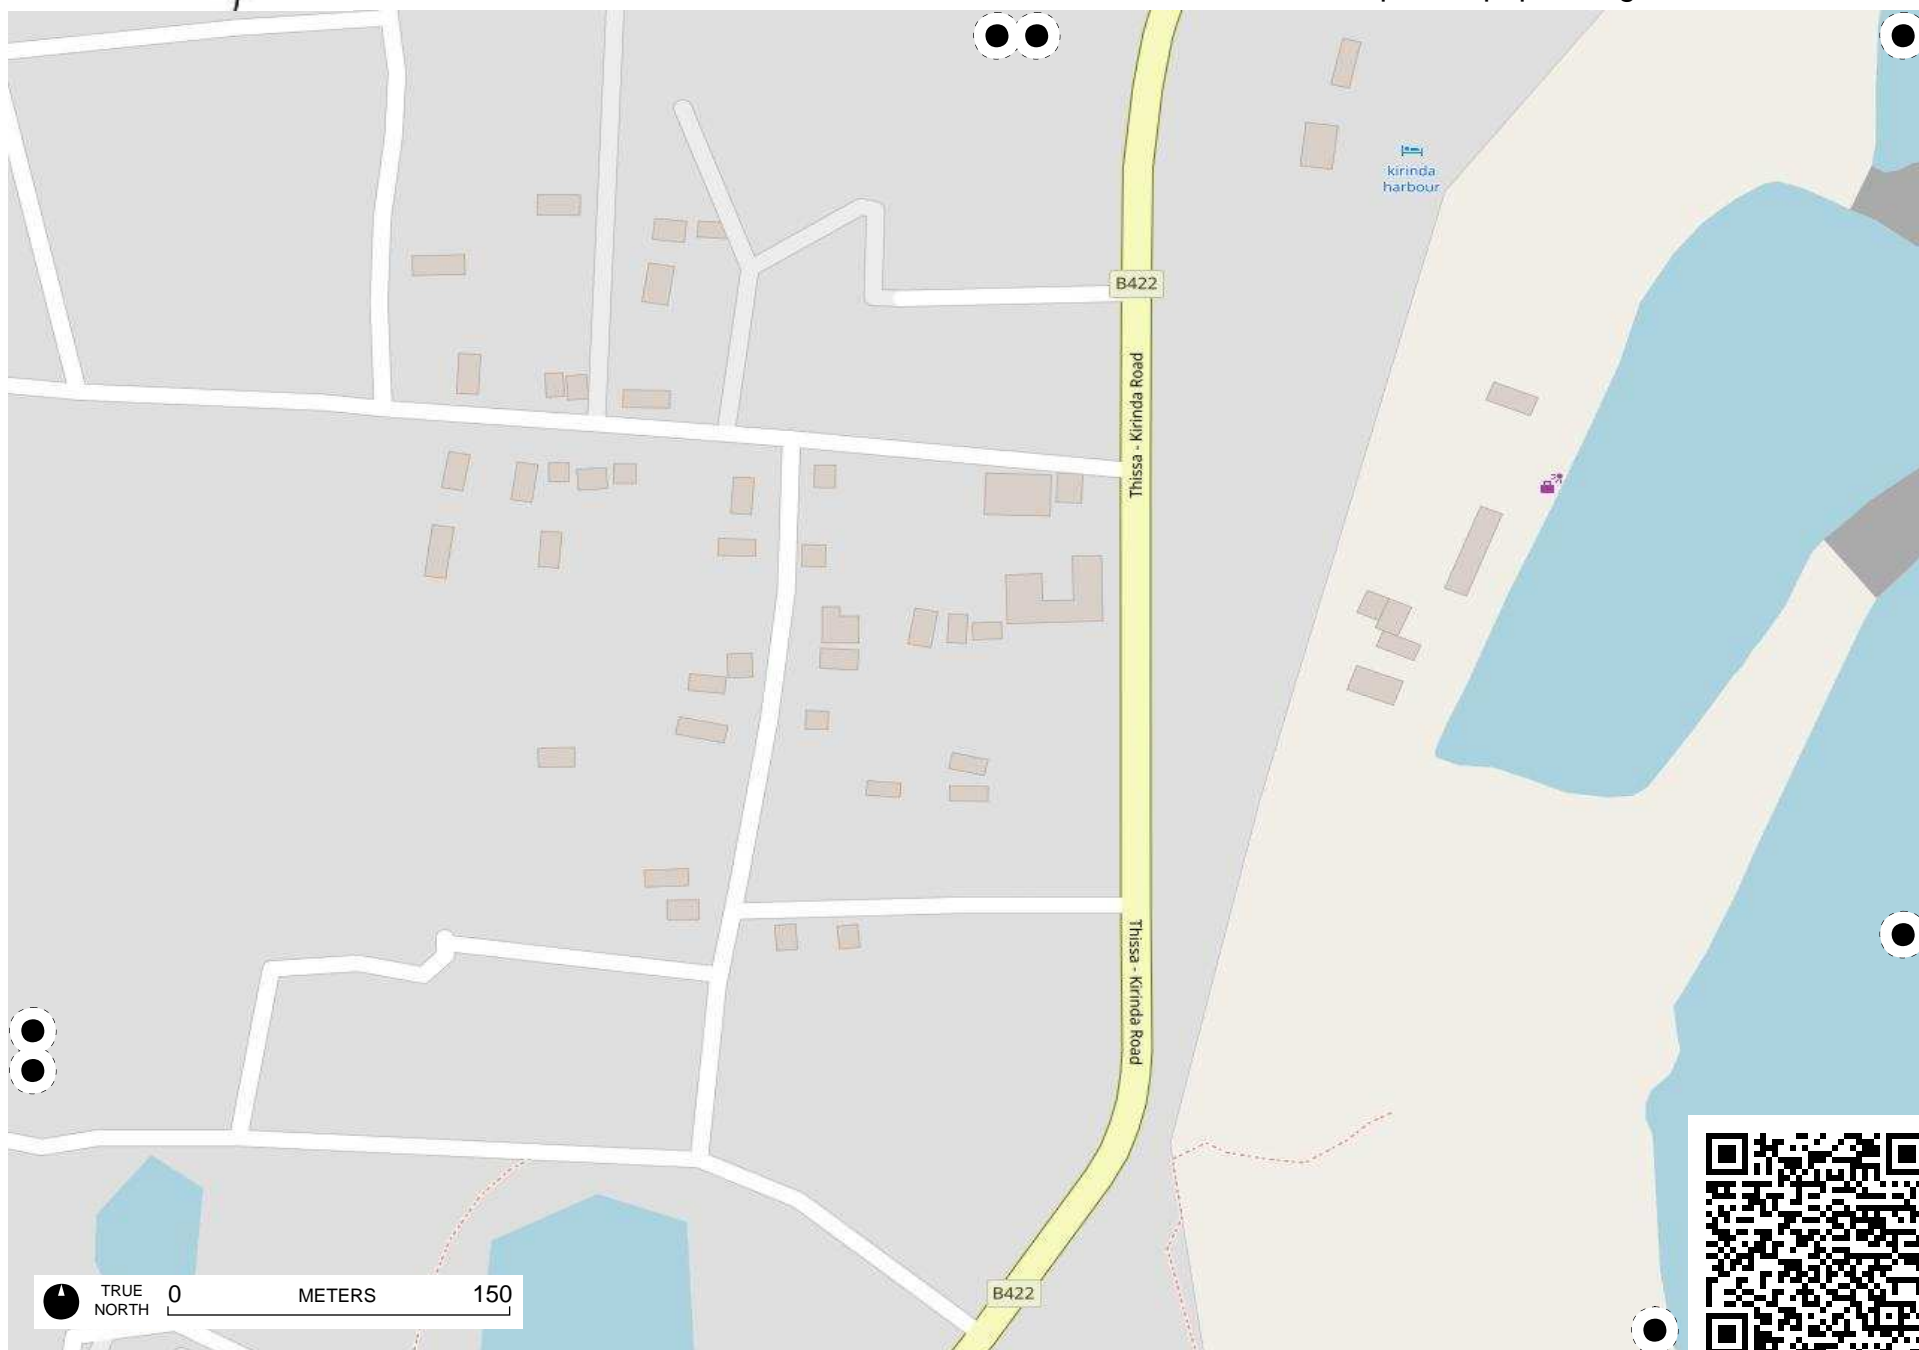 kirinda
harbour
B422
Thissa - Kirinda Road
Thissa - Kirinda Road
B422
TRUE
NORTH
0 METERS 150